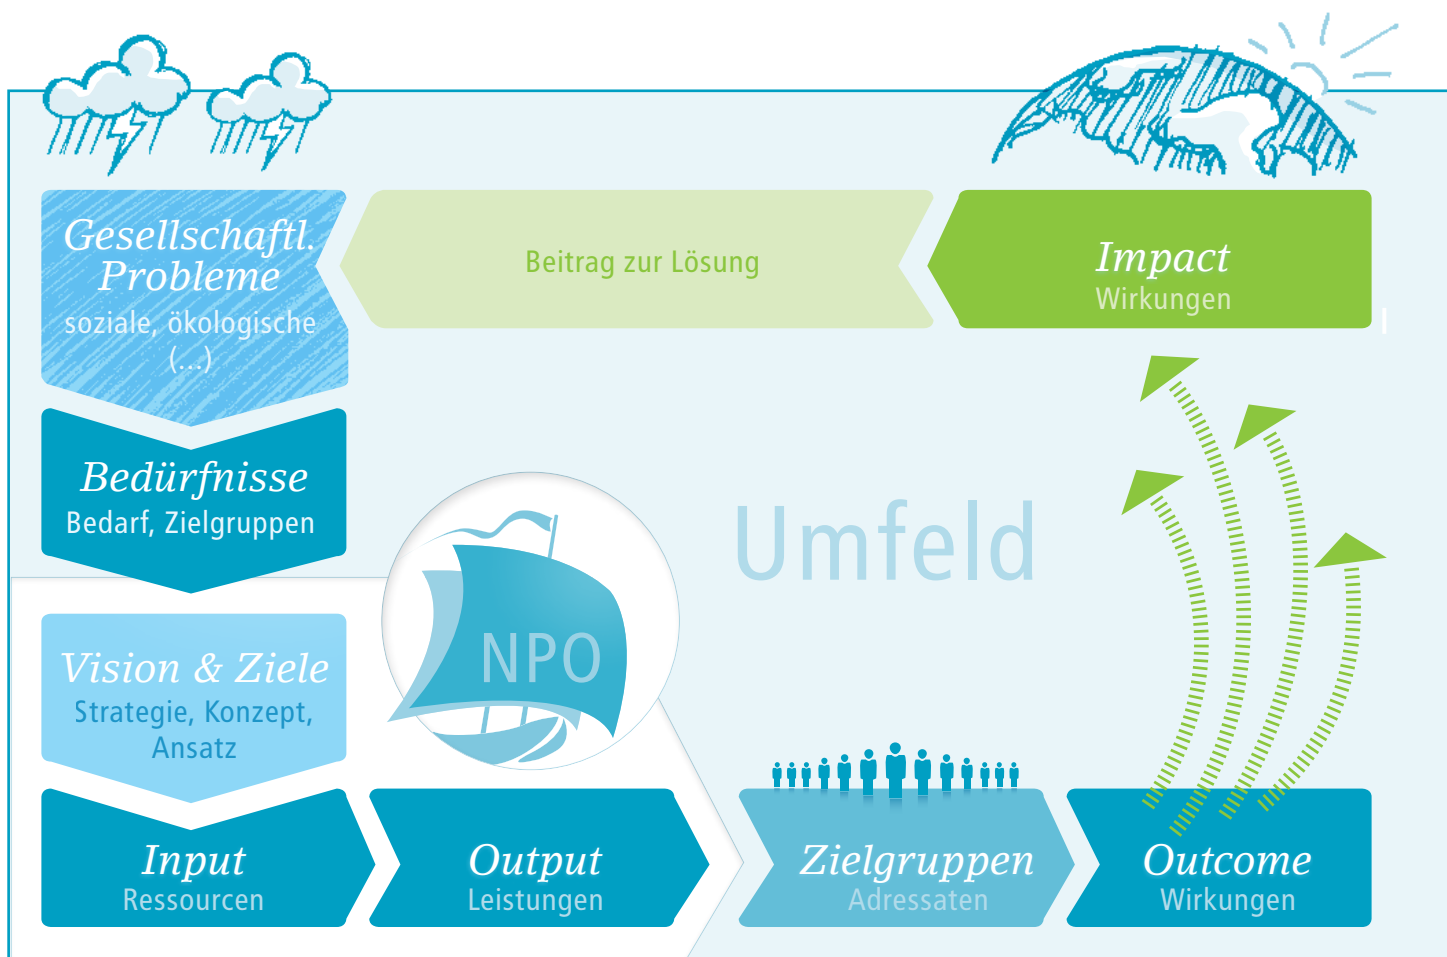 Gesellschaftl.
Probleme
soziale, ökologische
(...)
Beitrag zur Lösung
Impact
Wirkungen
Bedürfnisse
Bedarf, Zielgruppen
Umfeld
NPO
Vision & Ziele
Strategie, Konzept,
Ansatz
Input
Ressourcen
Output
Leistungen
Zielgruppen
Adressaten
Outcome
Wirkungen